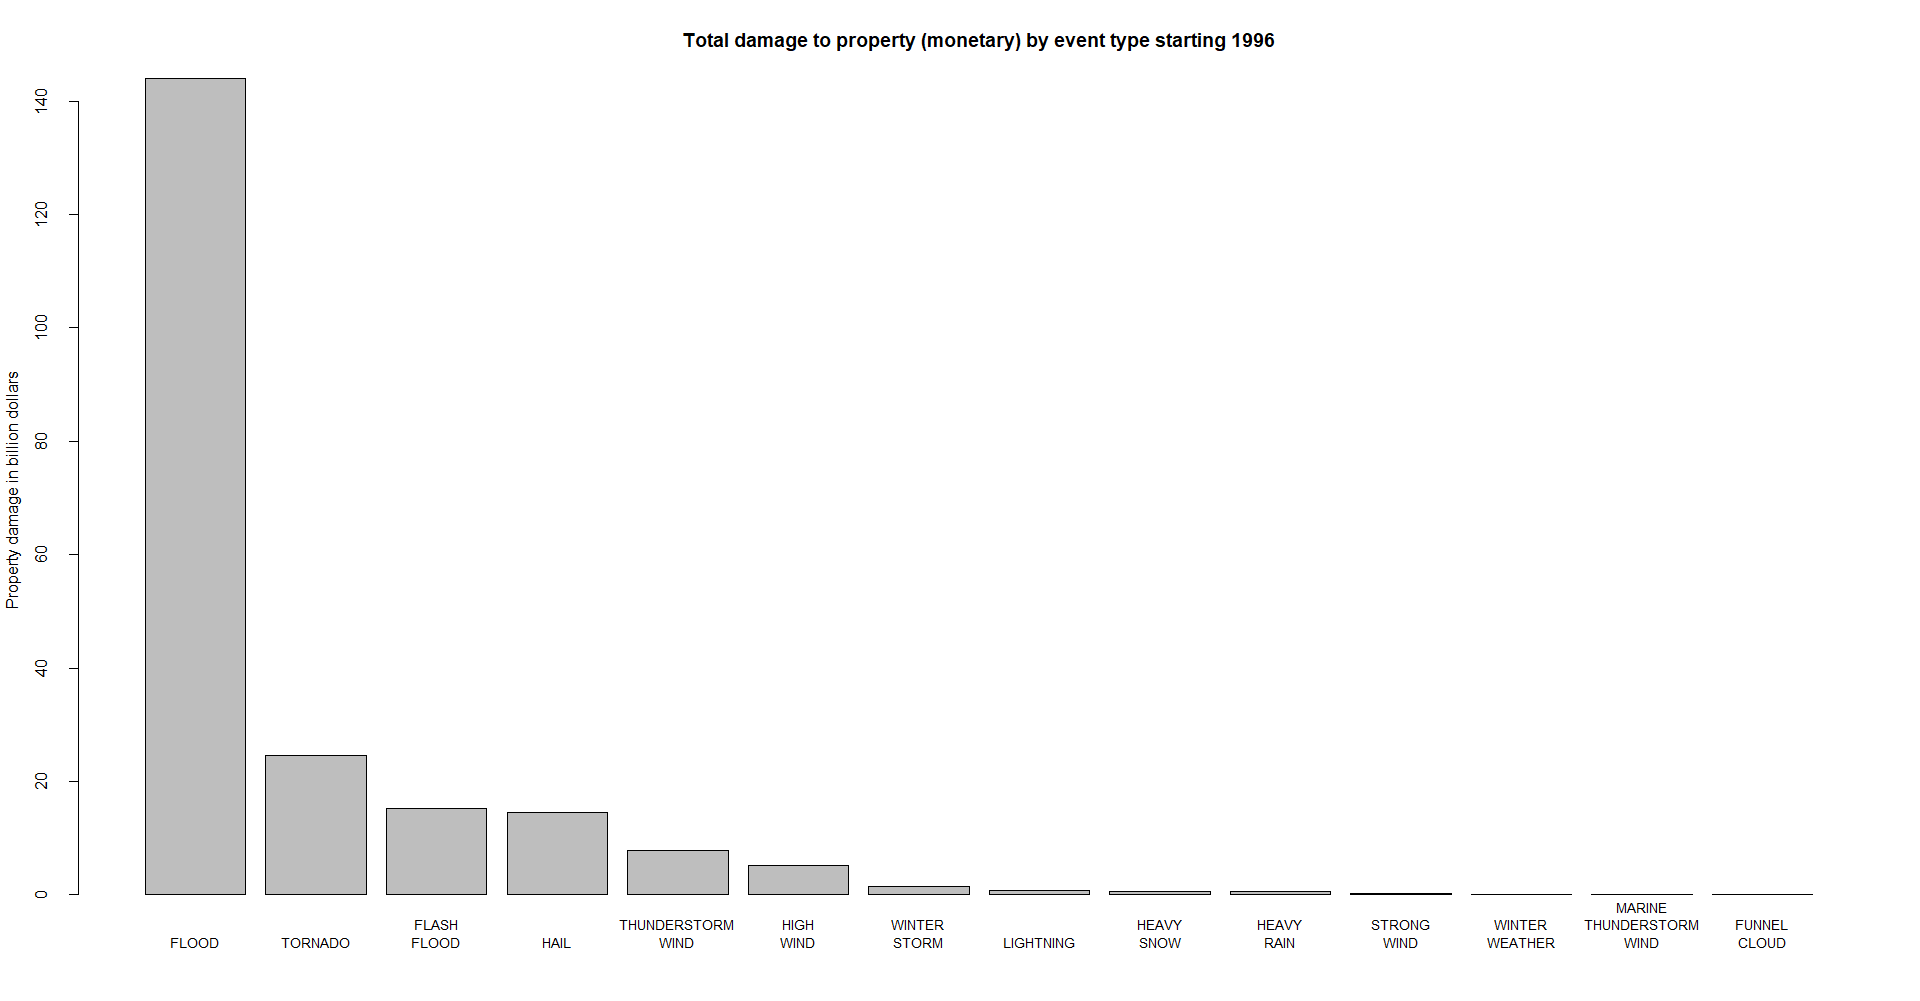 Total damage to property (monetary) by event type starting 1996
Property damage in billion dollars
140
120
100
80
60
40
20
0
FLOOD
TORNADO
FLASH
FLOOD
HAIL
THUNDERSTORM
WIND
HIGH
WIND
WINTER
STORM
LIGHTNING
HEAVY
SNOW
HEAVY
RAIN
STRONG
WIND
WINTER
WEATHER
MARINE
THUNDERSTORM
WIND
FUNNEL
CLOUD